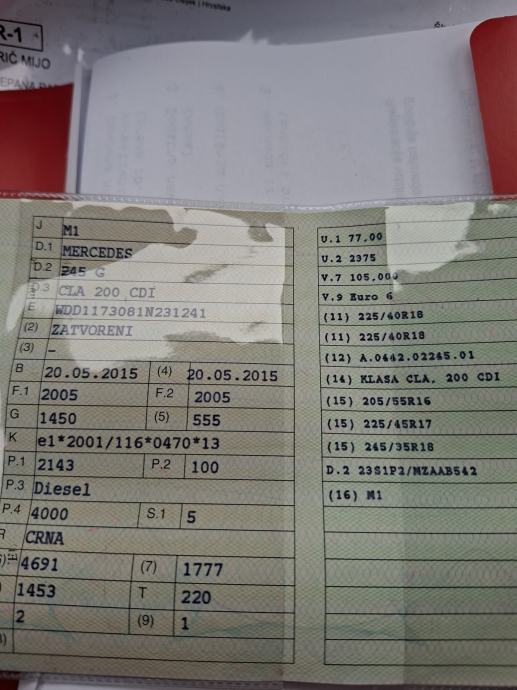 Hrvatska
R-1
RIĆ MIJO
J M1
D.1 MERCEDES
D.2 245 G
D.3 CLA 200 CDI
E WDD1173081N231241
(2) ZATVORENI
(3) –
B 20.05.2015 (4) 20.05.2015
F.1 2005 F.2 2005
G 1450 (5) 555
K e1*2001/116*0470*13
P.1 2143 P.2 100
P.3 Diesel
P.4 4000 S.1 5
R CRNA
4691 (7) 1777
1453 T 220
2 (9) 1
U.1 77.00
U.2 2375
V.7 105,000
V.9 Euro 6
(11) 225/40R18
(11) 225/40R18
(12) A.0442.02245.01
(14) KLASA CLA, 200 CDI
(15) 205/55R16
(15) 225/45R17
(15) 245/35R18
D.2 23S1P2/MZAAB542
(16) M1